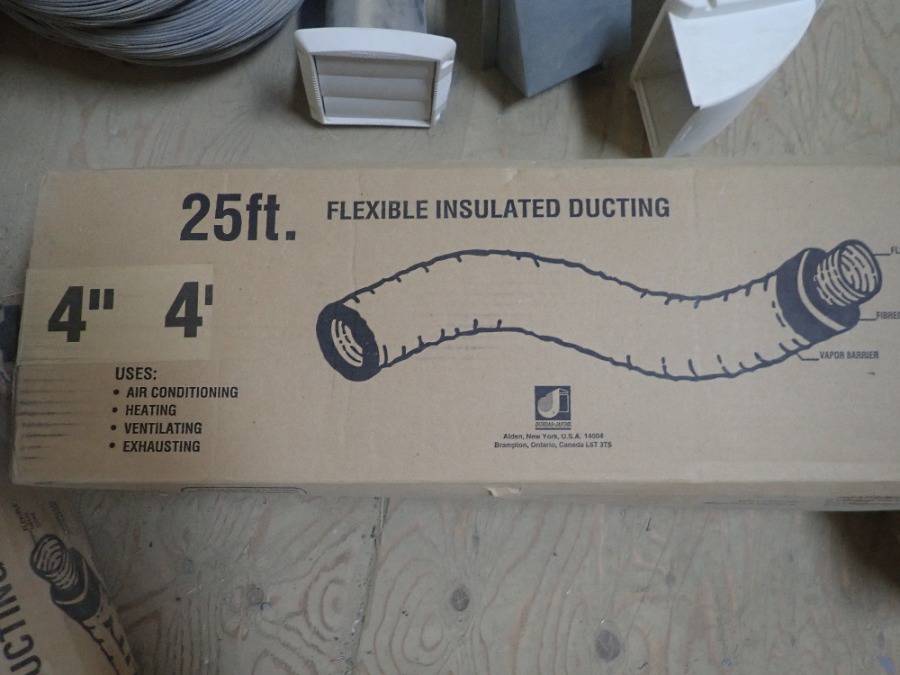 25ft. FLEXIBLE INSULATED DUCTING
4" 4'
USES:
• AIR CONDITIONING
• HEATING
• VENTILATING
• EXHAUSTING
VAPOR BARRIER
Alden, New York, U.S.A. 14004
Brampton, Ontario, Canada L6T 3T5